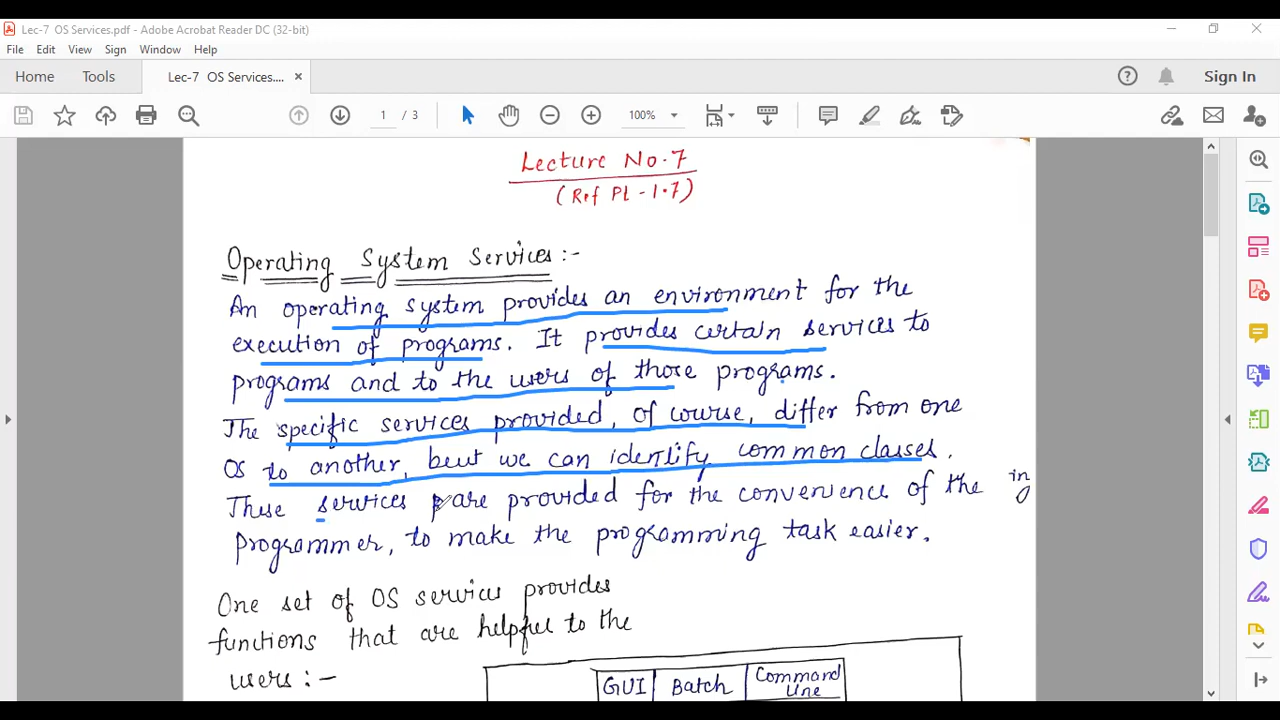 Lec-7 OS Services.pdf - Adobe Acrobat Reader DC (32-bit)
File Edit View Sign Window Help
Home Tools Lec-7 OS Services.... × Sign In
1 / 3 100%
Lecture No.7
(Ref PL-1.7)
Operating System Services :-
An operating system provides an environment for the
execution of programs. It provides certain services to
programs and to the users of those programs.
The specific services provided, of course, differ from one
OS to another, but we can identify common classes.
These services are provided for the convenence of the
programmer, to make the programming task easier.
One set of OS services provides
functions that are helpful to the
users :-
GUI Batch Command
Line